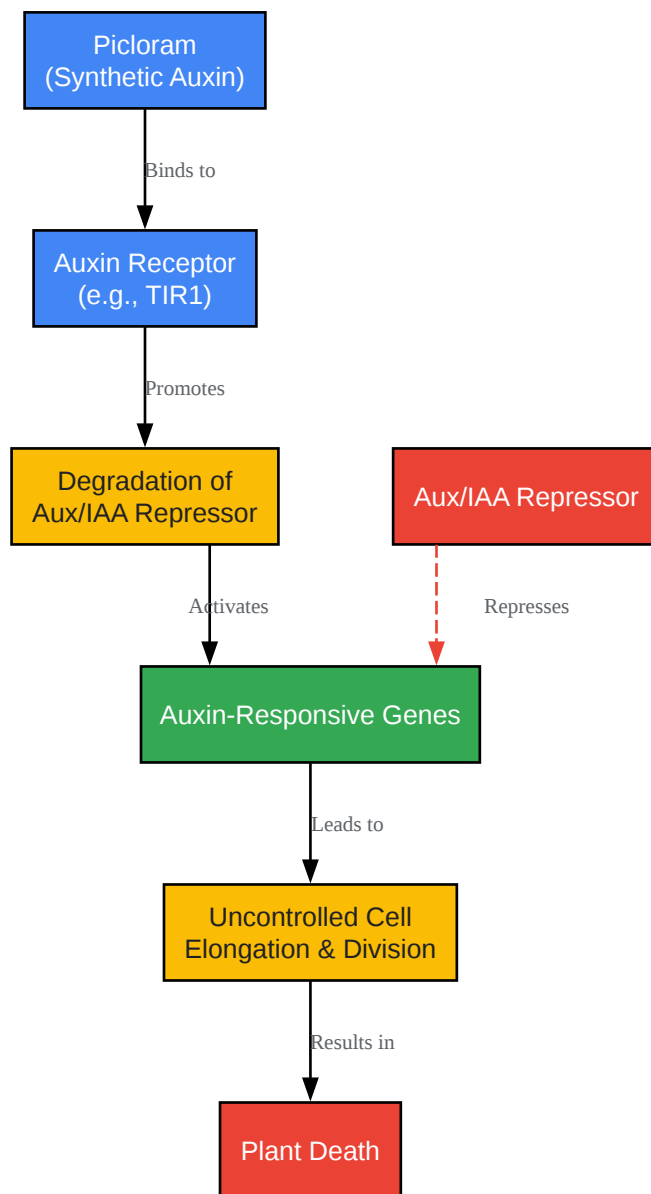 Picloram
(Synthetic Auxin)
Binds to
Auxin Receptor
(e.g., TIR1)
Promotes
Degradation of
Aux/IAA Repressor
Aux/IAA Repressor
Activates
Represses
Auxin-Responsive Genes
Leads to
Uncontrolled Cell
Elongation & Division
Results in
Plant Death